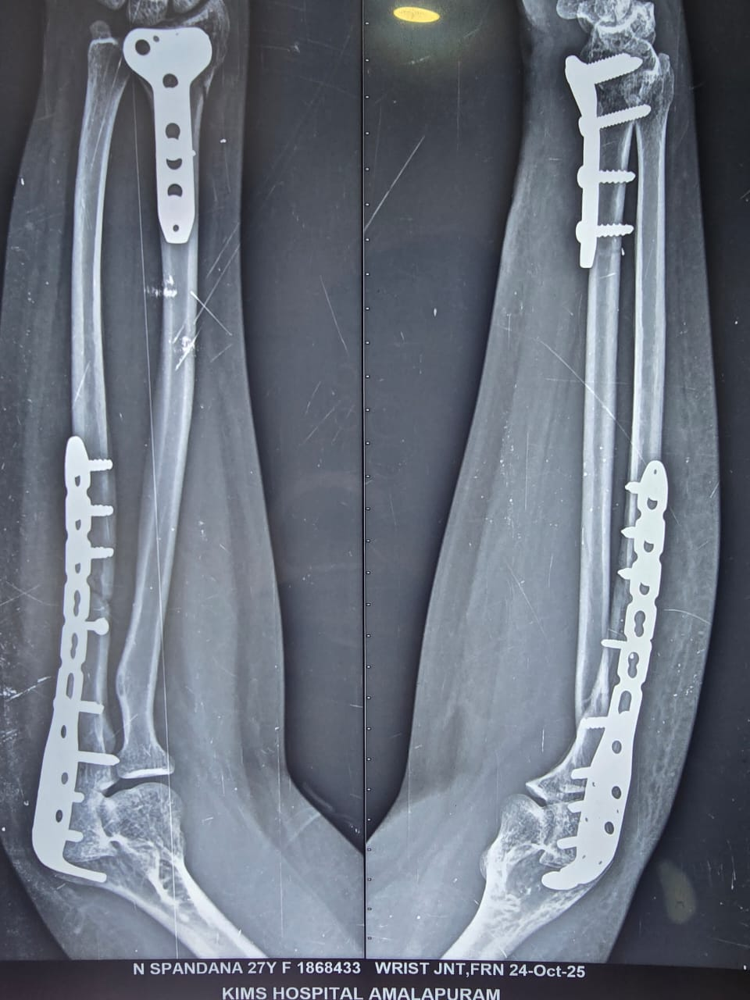 N SPANDANA 27Y F 1868433 WRIST JNT,FRN 24-Oct-25
KIMS HOSPITAL AMALAPURAM